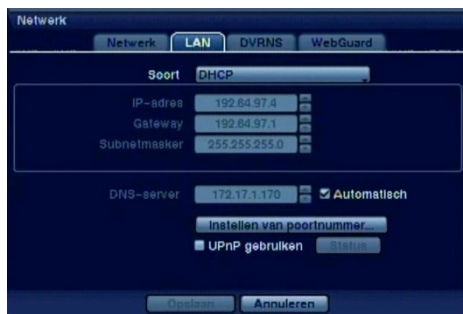 Netwerk
Netwerk LAN DVRNS WebGuard
Soort DHCP
IP-adres 192.64.97.4
Gateway 192.64.97.1
Subnetmasker 255.255.255.0
DNS-server 172.17.1.170 Automatisch
Instellen van poortnummer...
UPnP gebruiken Status
Opslaan Annuleren